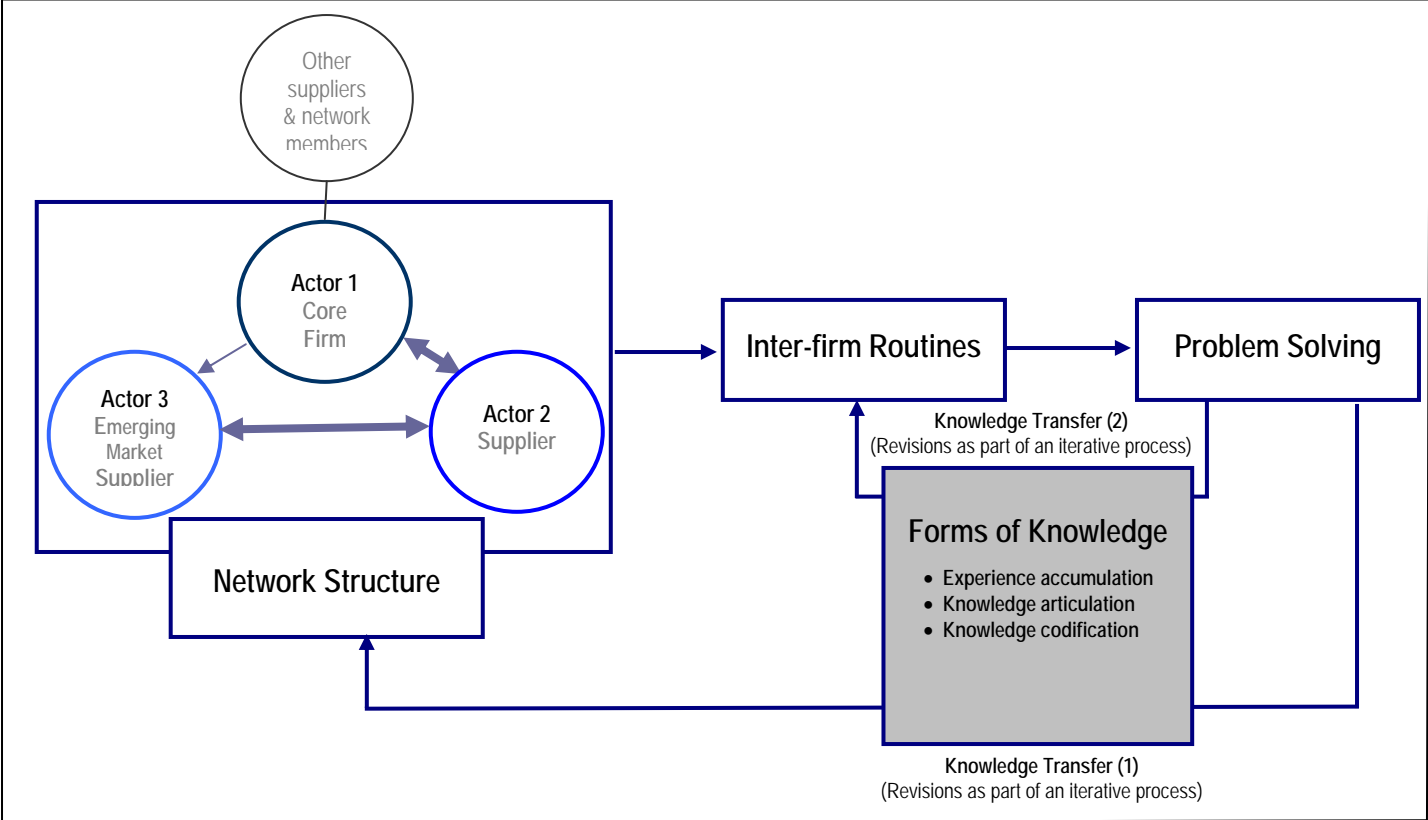 Other
suppliers
& network
members
Actor 1
Core
Firm
Actor 3
Emerging
Market
Supplier
Actor 2
Supplier
Network Structure
Inter-firm Routines
Problem Solving
Knowledge Transfer (2)
(Revisions as part of an iterative process)
Forms of Knowledge
• Experience accumulation
• Knowledge articulation
• Knowledge codification
Knowledge Transfer (1)
(Revisions as part of an iterative process)